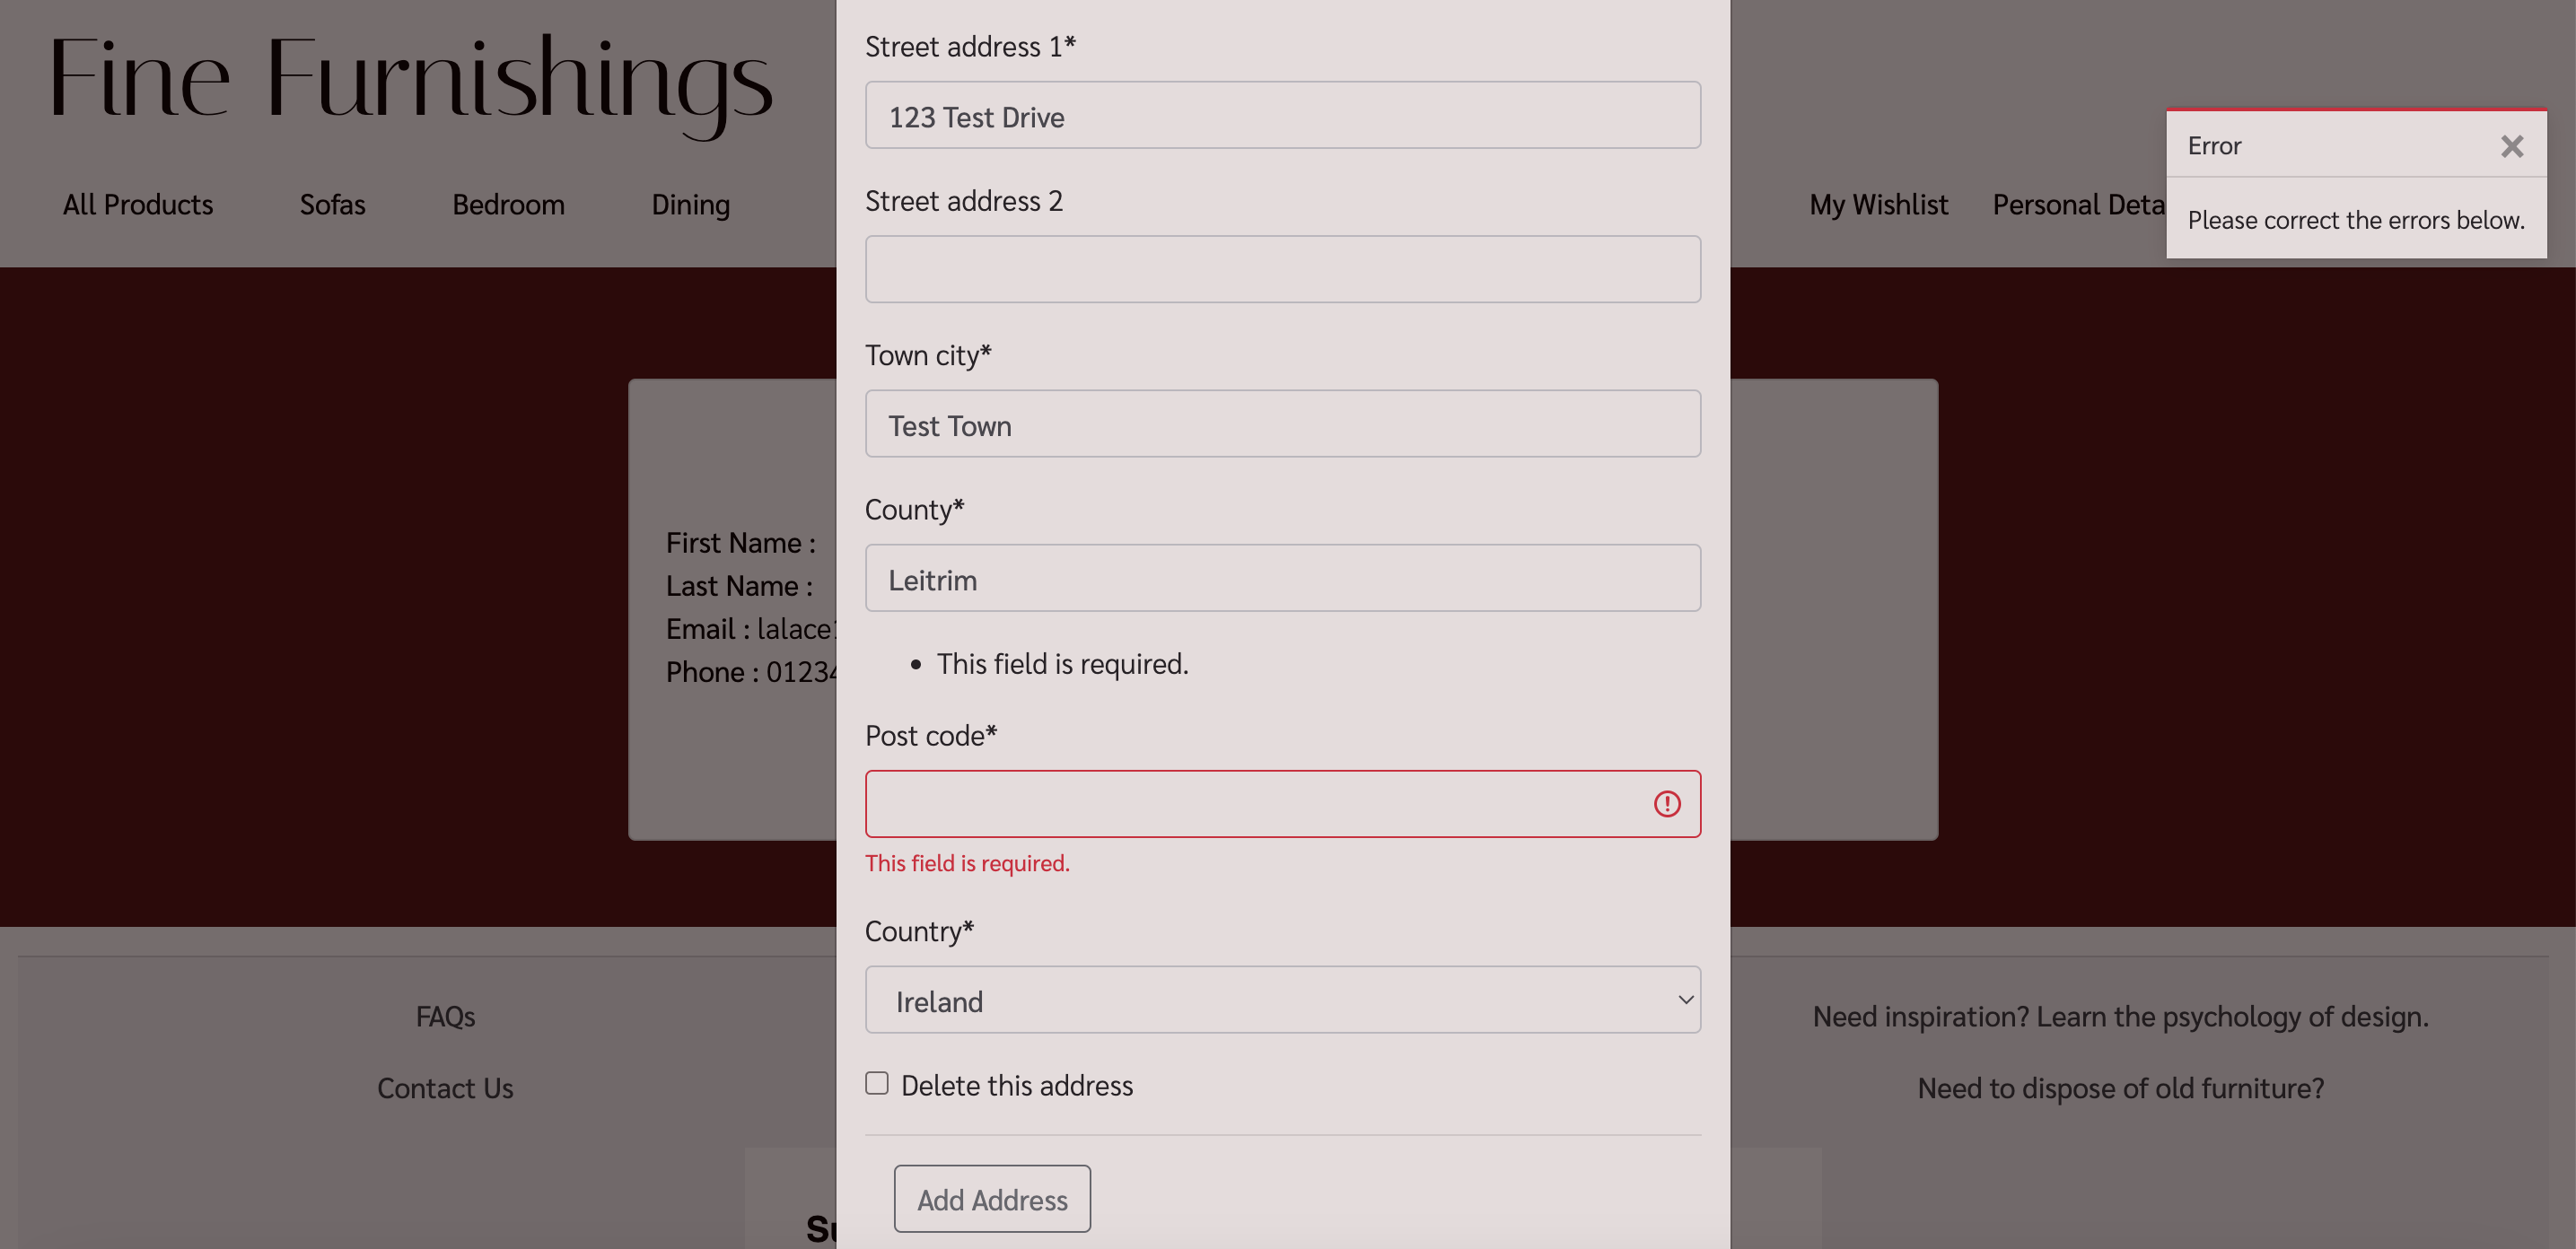 Fine Furnishings
All Products
Sofas
Bedroom
Dining
My Wishlist
Personal Deta
Error
Please correct the errors below.
First Name :
Last Name :
Email : lalace
Phone : 01234
Street address 1*
123 Test Drive
Street address 2
Town city*
Test Town
County*
Leitrim
• This field is required.
Post code*
This field is required.
Country*
Ireland
Delete this address
Add Address
FAQs
Contact Us
Need inspiration? Learn the psychology of design.
Need to dispose of old furniture?